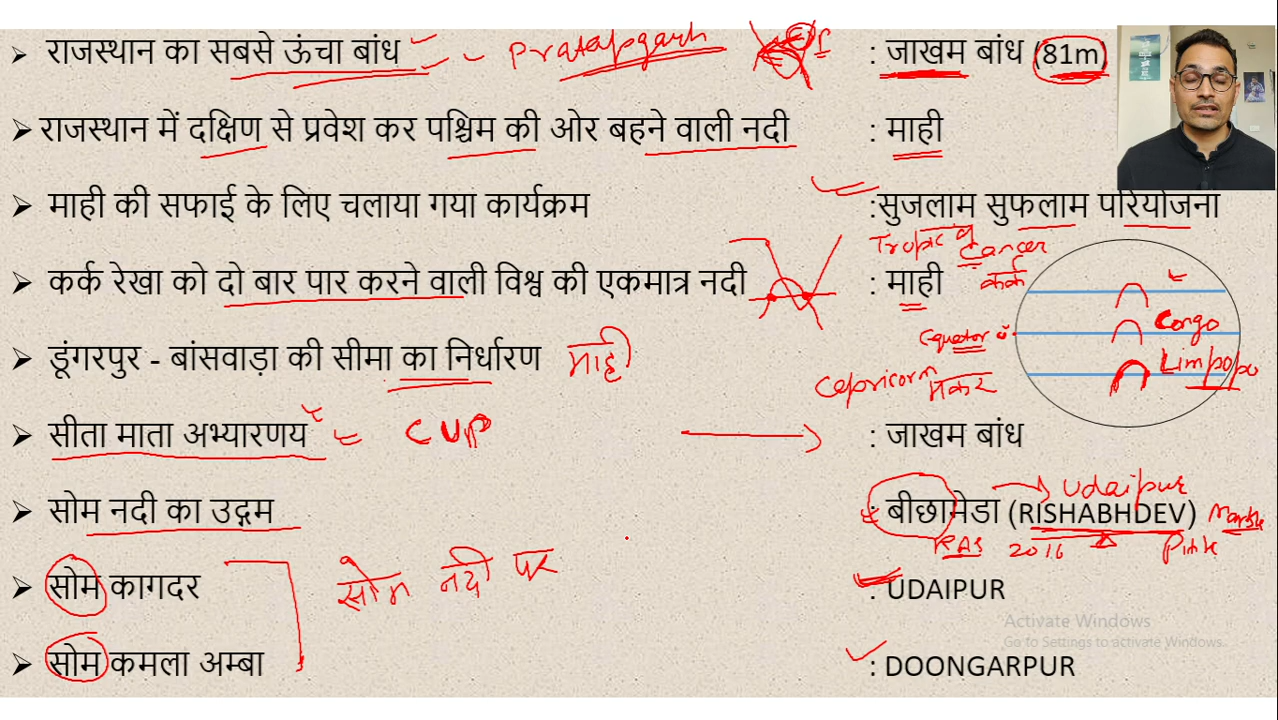 ➢ राजस्थान का सबसे ऊंचा बांध - Pratapgarh : जाखम बांध (81m)
➢ राजस्थान में दक्षिण से प्रवेश कर पश्चिम की ओर बहने वाली नदी : माही
➢ माही की सफाई के लिए चलाया गया कार्यक्रम :सुजलाम सुफलाम परियोजना
Tropic of Cancer
➢ कर्क रेखा को दो बार पार करने वाली विश्व की एकमात्र नदी : माही कर्क
Congo
Equator
➢ डूंगरपुर - बांसवाड़ा की सीमा का निर्धारण माही Limpopo
Cepricorn मकर
➢ सीता माता अभ्यारणय = CUP : जाखम बांध
Udaipur
➢ सोम नदी का उद्गम : बीछामेडा (RISHABHDEV) Marble
RAS 2016 Pink
➢ सोम कागदर सोम नदी पर : UDAIPUR
Activate Windows
Go to Settings to activate Windows.
➢ सोम कमला अम्बा : DOONGARPUR